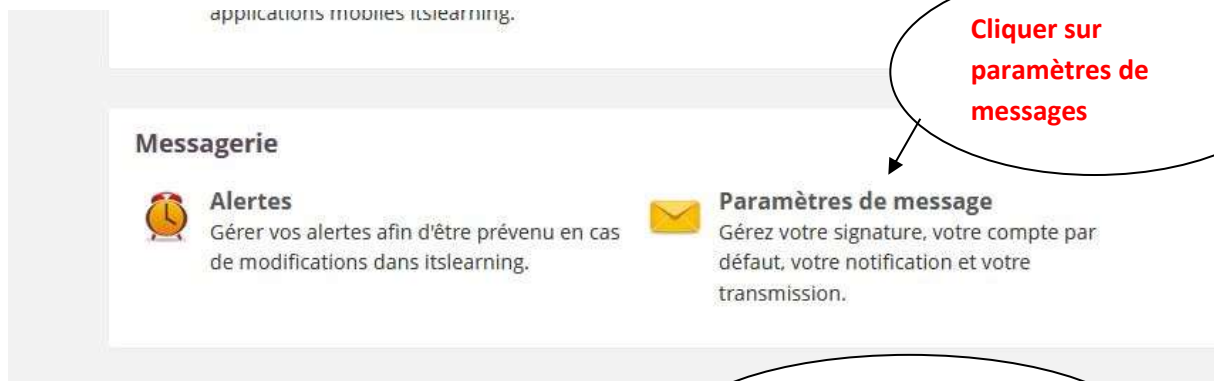 applications mobiles itslearning.
Cliquer sur
paramètres de
messages
Messagerie
Alertes
Gérer vos alertes afin d'être prévenu en cas
de modifications dans itslearning.
Paramètres de message
Gérez votre signature, votre compte par
défaut, votre notification et votre
transmission.